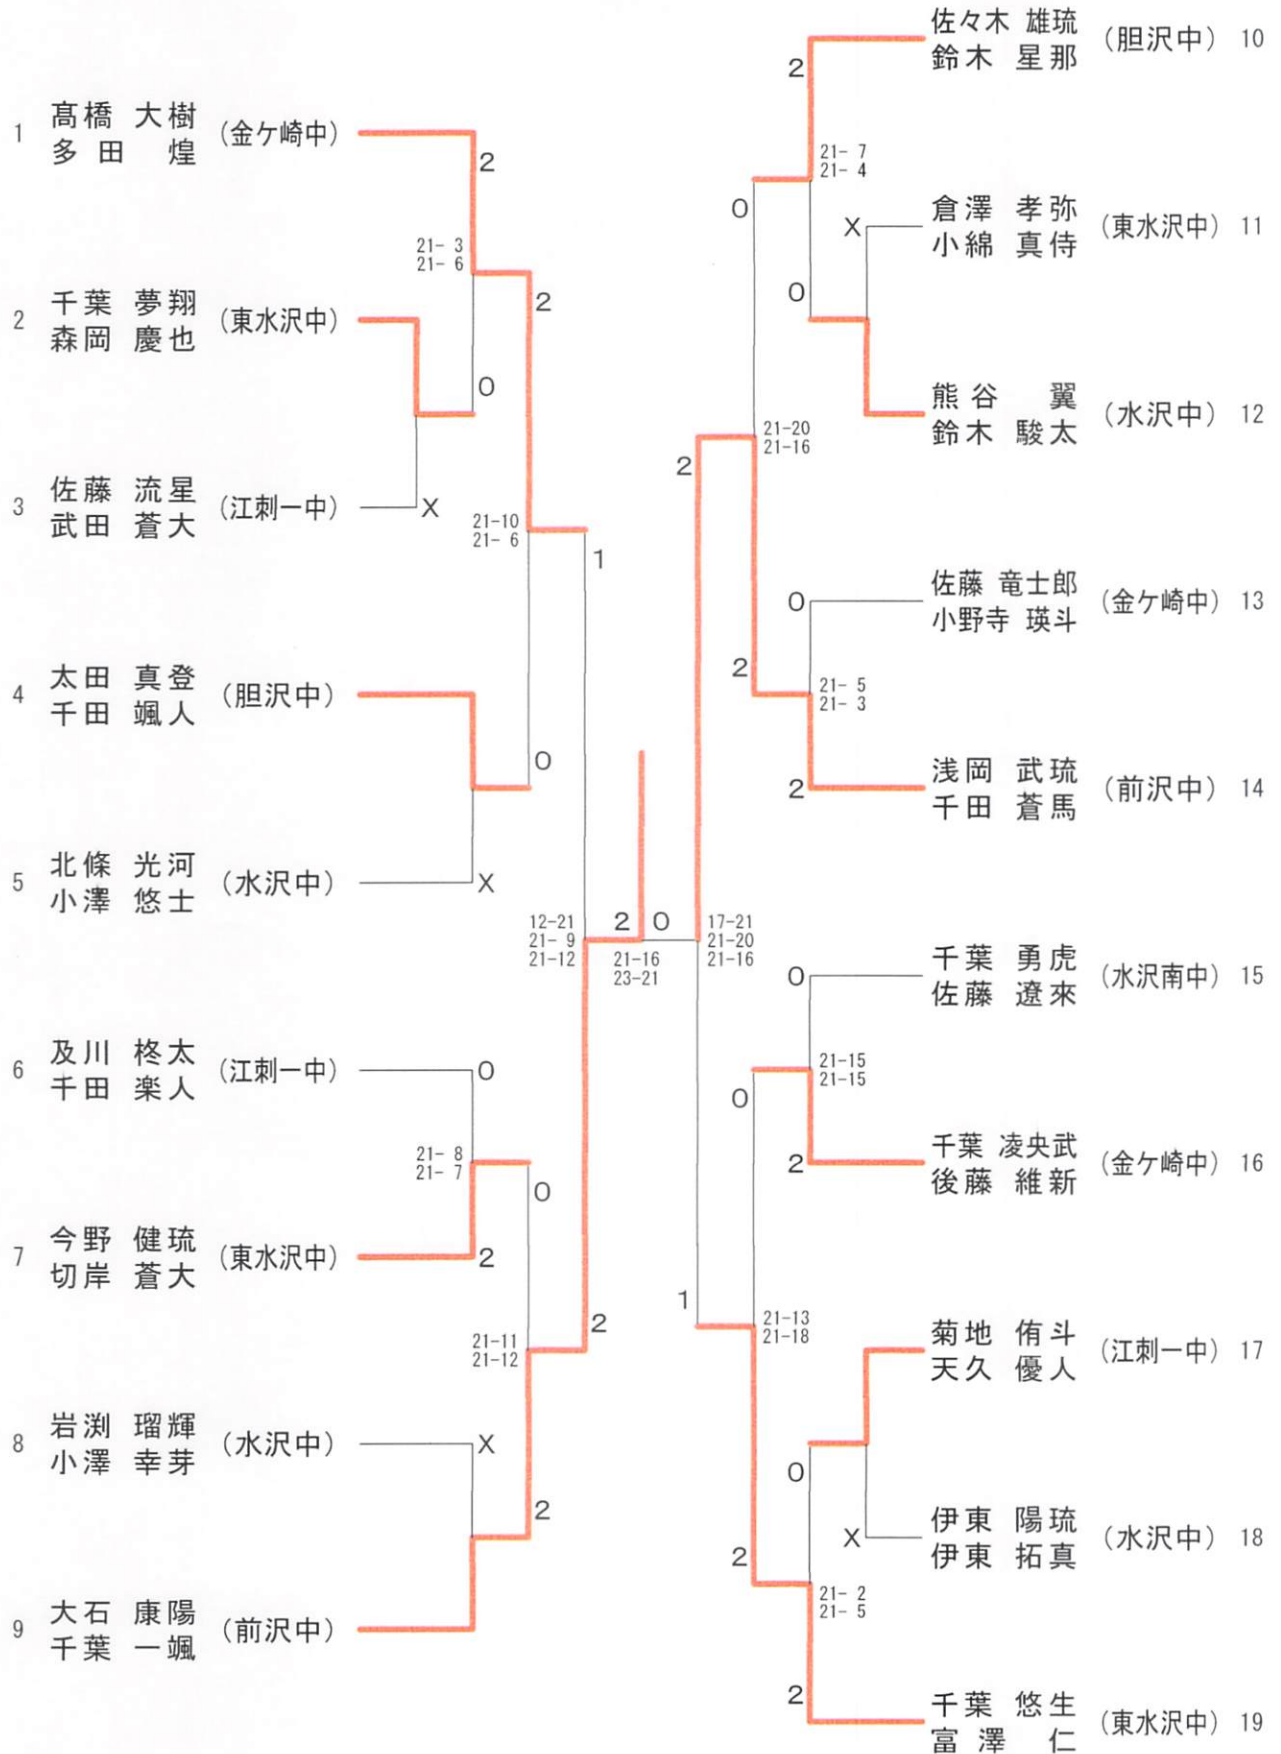 1 髙橋 大樹 (金ケ崎中)
多田 煌
2 千葉 夢翔 (東水沢中)
森岡 慶也
3 佐藤 流星 (江刺一中)
武田 蒼大
4 太田 真登 (胆沢中)
千田 颯人
5 北條 光河 (水沢中)
小澤 悠士
6 及川 柊太 (江刺一中)
千田 楽人
7 今野 健琉 (東水沢中)
切岸 蒼大
8 岩渕 瑠輝 (水沢中)
小澤 幸芽
9 大石 康陽 (前沢中)
千葉 一颯
2
21- 3
21- 6
2
0
X
21-10
21- 6
1
0
X
12-21
21- 9
21-12
2 0
21-16
23-21
0
21- 8
21- 7
0
2
21-11
21-12
2
X
2
佐々木 雄琉 (胆沢中) 10
鈴木 星那
倉澤 孝弥 (東水沢中) 11
小綿 真侍
熊谷 翼 (水沢中) 12
鈴木 駿太
佐藤 竜士郎 (金ケ崎中) 13
小野寺 瑛斗
浅岡 武琉 (前沢中) 14
千田 蒼馬
千葉 勇虎 (水沢南中) 15
佐藤 遼來
千葉 凌央武 (金ケ崎中) 16
後藤 維新
菊地 侑斗 (江刺一中) 17
天久 優人
伊東 陽琉 (水沢中) 18
伊東 拓真
千葉 悠生 (東水沢中) 19
富澤 仁
2
21- 7
21- 4
0
X
0
21-20
21-16
2
0
2
21- 5
21- 3
2
17-21
21-20
21-16
0
21-15
21-15
0
2
1
21-13
21-18
0
X
2
21- 2
21- 5
2